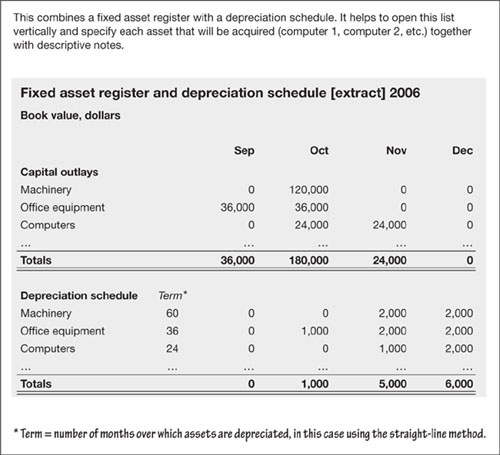 This combines a fixed asset register with a depreciation schedule. It helps to open this list
vertically and specify each asset that will be acquired (computer 1, computer 2, etc.) together
with descriptive notes.
Fixed asset register and depreciation schedule [extract] 2006
Book value, dollars
Sep Oct Nov Dec
Capital outlays
Machinery 0 120,000 0 0
Office equipment 36,000 36,000 0 0
Computers 0 24,000 24,000 0
... ... ... ... ...
Totals 36,000 180,000 24,000 0
Depreciation schedule Term*
Machinery 60 0 0 2,000 2,000
Office equipment 36 0 1,000 2,000 2,000
Computers 24 0 0 1,000 2,000
... ... ... ... ... ...
Totals 0 1,000 5,000 6,000
* Term = number of months over which assets are depreciated, in this case using the straight-line method.